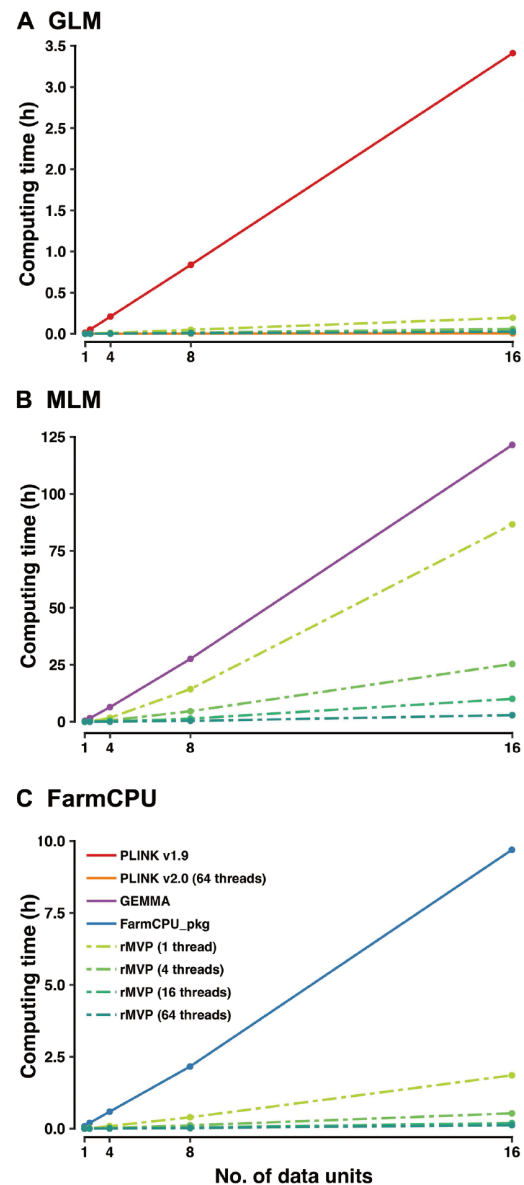 A GLM
Computing time (h)
3.5
3.0
2.5
2.0
1.5
1.0
0.5
0.0
1 4 8 16
B MLM
Computing time (h)
125
100
75
50
25
0
1 4 8 16
C FarmCPU
Computing time (h)
10.0
7.5
5.0
2.5
0.0
PLINK v1.9
PLINK v2.0 (64 threads)
GEMMA
FarmCPU_pkg
rMVP (1 thread)
rMVP (4 threads)
rMVP (16 threads)
rMVP (64 threads)
1 4 8 16
No. of data units